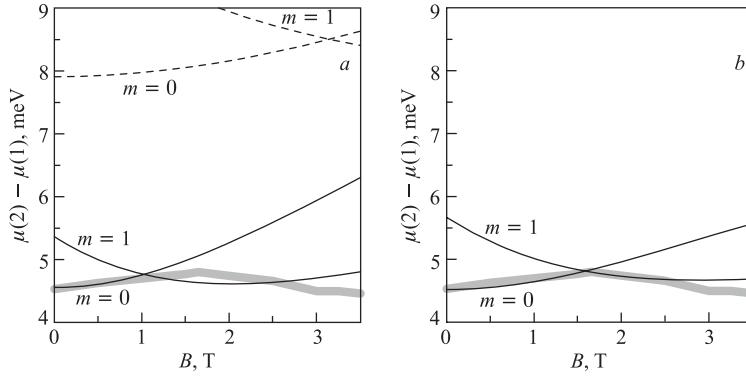 9
8
7
6
5
4
μ(2) − μ(1), meV
m = 1
a
m = 0
m = 1
m = 0
0
1
2
3
B, T
9
8
7
6
5
4
μ(2) − μ(1), meV
b
m = 1
m = 0
0
1
2
3
B, T